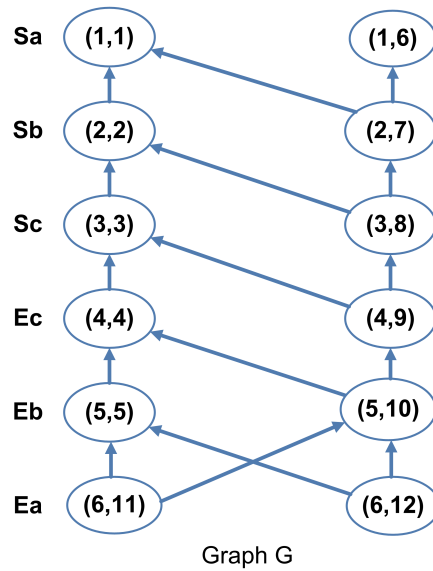 Sa (1,1) (1,6)
Sb (2,2) (2,7)
Sc (3,3) (3,8)
Ec (4,4) (4,9)
Eb (5,5) (5,10)
Ea (6,11) (6,12)
Graph G